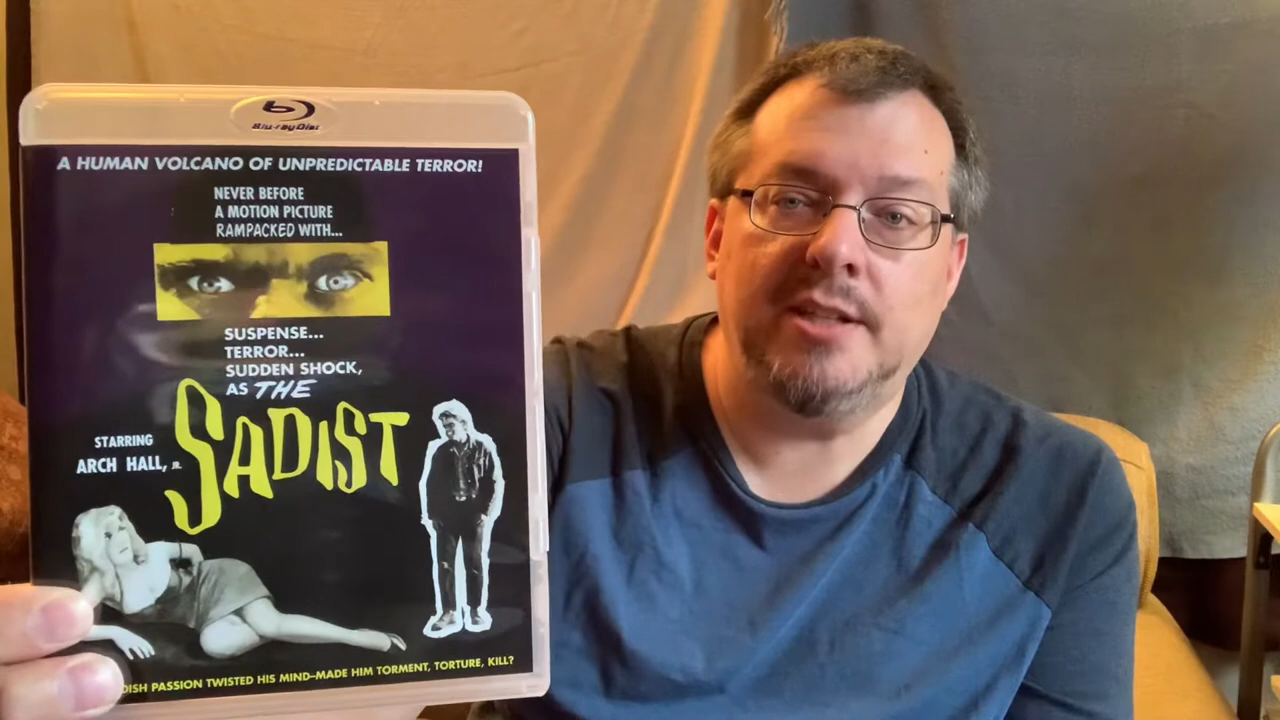 Blu-ray Disc
A HUMAN VOLCANO OF UNPREDICTABLE TERROR!
NEVER BEFORE
A MOTION PICTURE
RAMPACKED WITH...
SUSPENSE...
TERROR...
SUDDEN SHOCK,
AS THE
SADIST
STARRING
ARCH HALL, JR.
PASSION TWISTED HIS MIND–MADE HIM TORMENT, TORTURE, KILL?